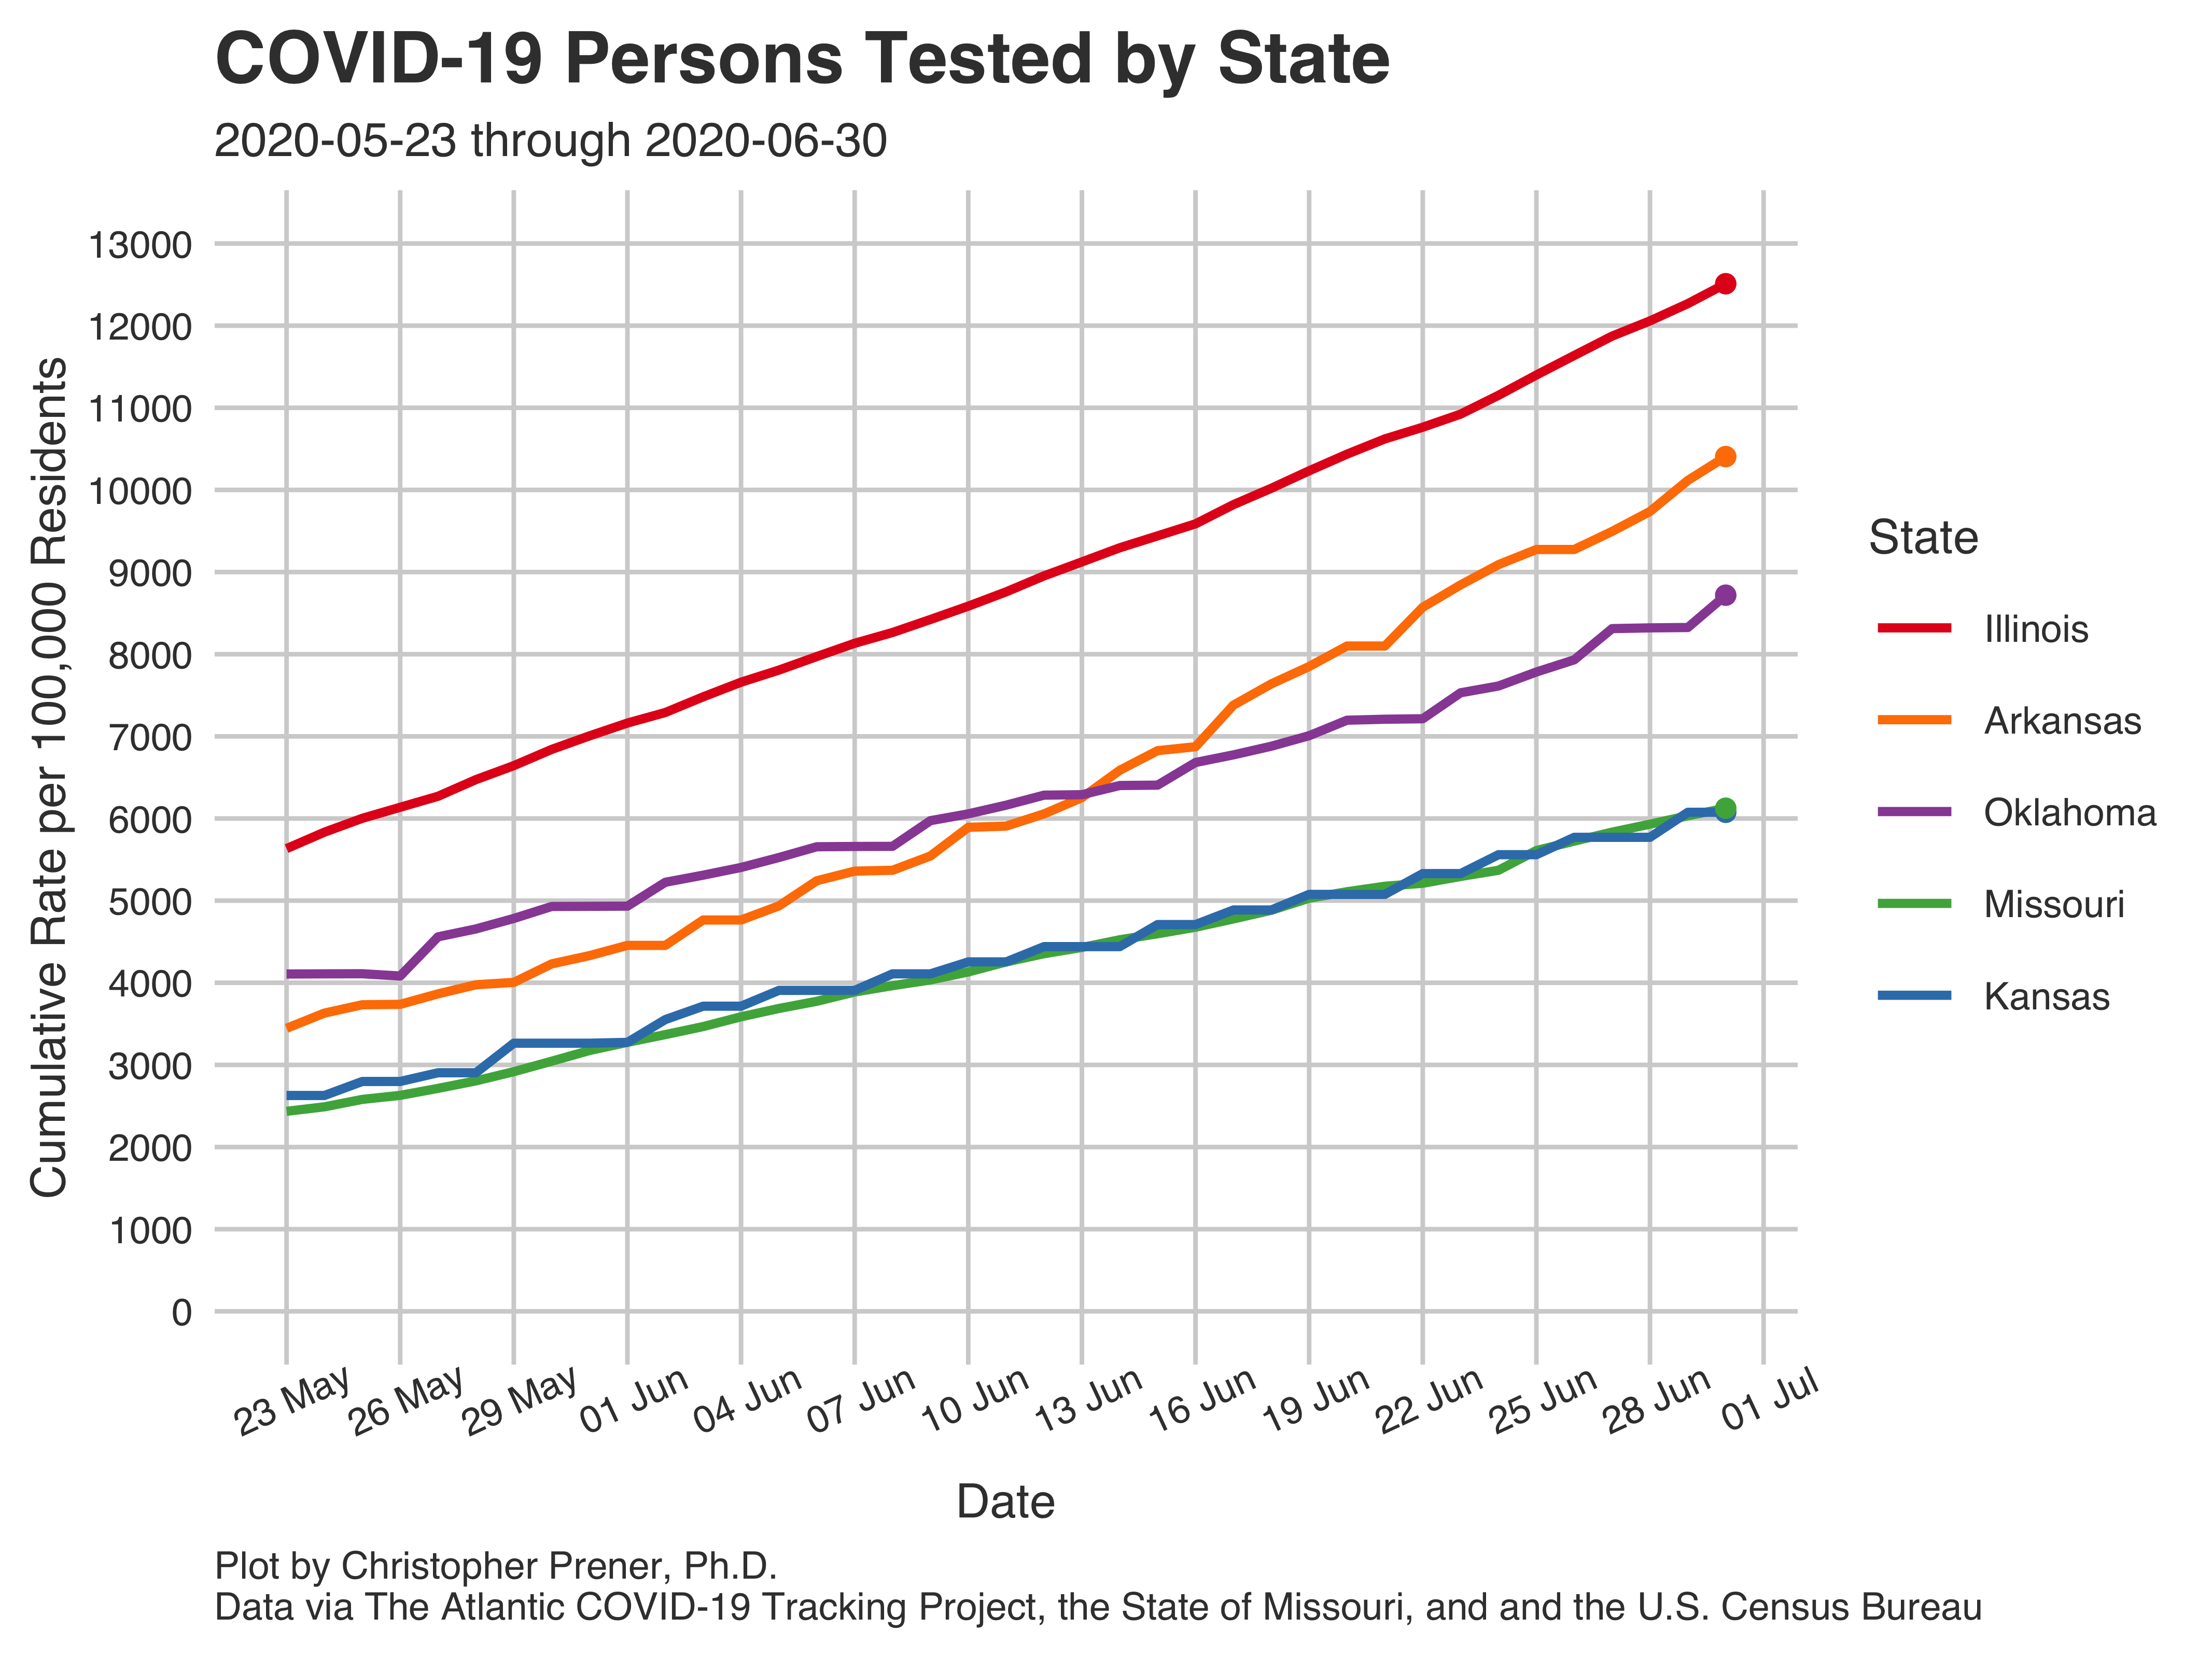 COVID-19 Persons Tested by State
2020-05-23 through 2020-06-30
Cumulative Rate per 100,000 Residents
13000
12000
11000
10000
9000
8000
7000
6000
5000
4000
3000
2000
1000
0
23 May
26 May
29 May
01 Jun
04 Jun
07 Jun
10 Jun
13 Jun
16 Jun
19 Jun
22 Jun
25 Jun
28 Jun
01 Jul
Date
State
Illinois
Arkansas
Oklahoma
Missouri
Kansas
Plot by Christopher Prener, Ph.D.
Data via The Atlantic COVID-19 Tracking Project, the State of Missouri, and and the U.S. Census Bureau